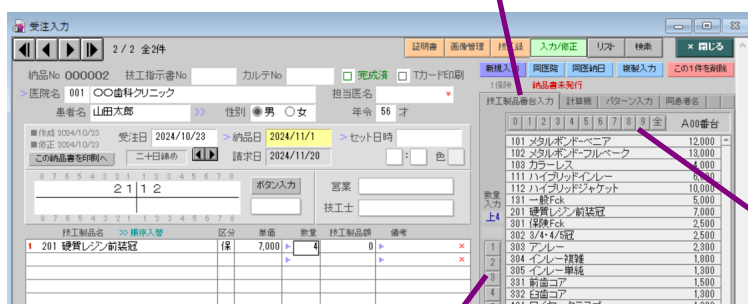 受注入力
2 / 2 全2件
証明書 画像管理 入力/修正 リスト 検索 × 閉じる
納品No 000002 技工指示書No カルテNo 完成済 Tカード印刷
新規入力 同医院 同医納日 複製入力 この1件を削除
>医院名 001 〇〇歯科クリニック 担当医名
1保険 納品書未発行
患者名 山田太郎 >> 性別 男 女 年令 56 才
技工製品番台入力 計算機 パターン入力 同患者名
■作成 2024/10/23
■修正 2024/10/23
受注日 2024/10/23 >納品日 2024/11/1 >セット日時
0 1 2 3 4 5 6 7 8 9 全 A00番台
この納品書を印刷へ 二十日締め 請求日 2024/11/20 : 色
8 7 6 5 4 3 2 1 1 2 3 4 5 6 7 8
2 1 1 2
ボタン入力 営業
技工士
8 7 6 5 4 3 2 1 1 2 3 4 5 6 7 8
技工製品名 >>順序入替 区分 単価 数量 技工製品額 備考
1 201 硬質レジン前装冠 保 7,000 4 0 ×
×
数量
入力
上4
1
2
3
4
101 メタルボンド-ベニア 12,000
102 メタルボンド-フルベーク 13,000
103 カラーレス 4,000
111 ハイブリッドインレー
112 ハイブリッドジャケット 10,000
131 一般Fck 5,000
201 硬質レジン前装冠 7,000
301 保険Fck 2,500
302 3/4・4/5冠 2,500
303 アンレー 2,300
304 インレー複雑 1,800
305 インレー単純 1,300
331 前歯コア 1,500
332 臼歯コア 1,300